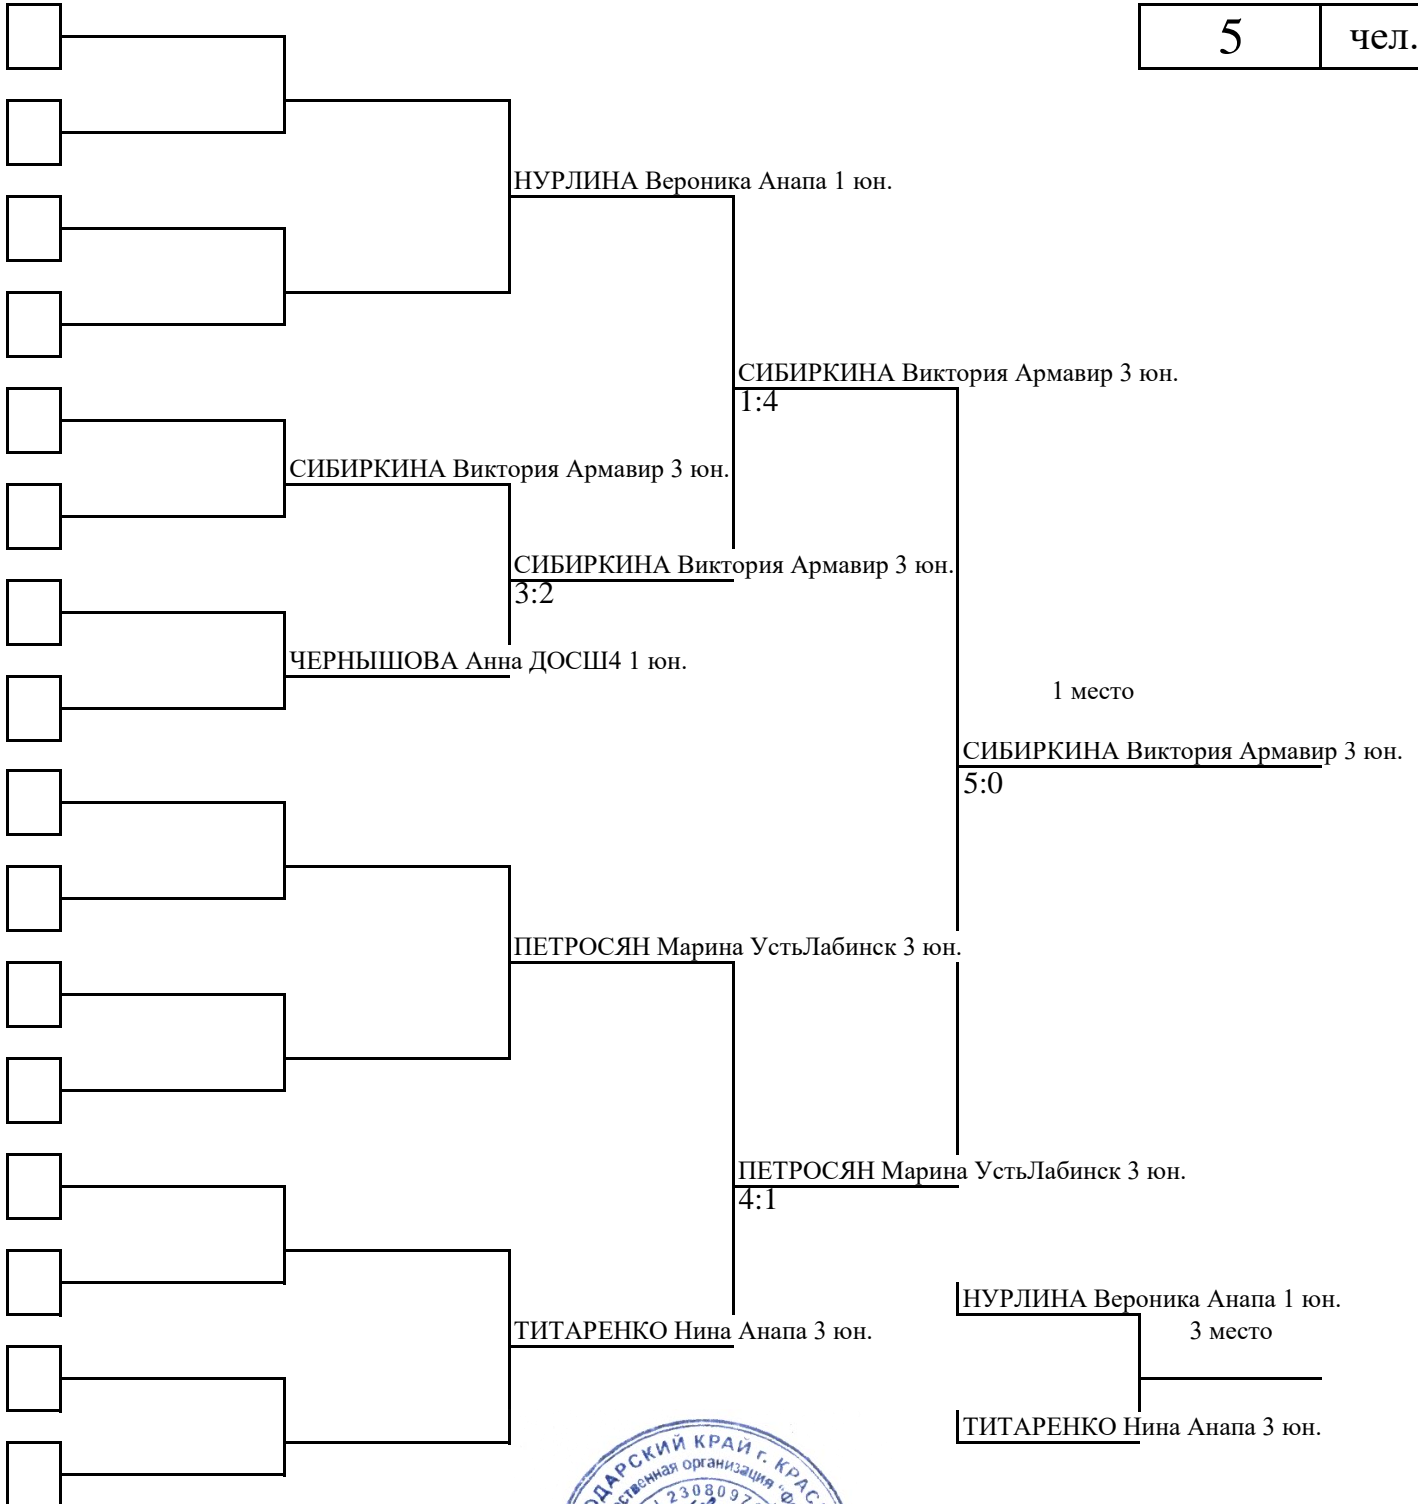 5 чел.
НУРЛИНА Вероника Анапа 1 юн.
СИБИРКИНА Виктория Армавир 3 юн.
1:4
СИБИРКИНА Виктория Армавир 3 юн.
СИБИРКИНА Виктория Армавир 3 юн.
3:2
ЧЕРНЫШОВА Анна ДОСШ4 1 юн.
1 место
СИБИРКИНА Виктория Армавир 3 юн.
5:0
ПЕТРОСЯН Марина УстьЛабинск 3 юн.
ПЕТРОСЯН Марина УстьЛабинск 3 юн.
4:1
НУРЛИНА Вероника Анапа 1 юн.
3 место
ТИТАРЕНКО Нина Анапа 3 юн.
ТИТАРЕНКО Нина Анапа 3 юн.
КРАЙ г.
организация